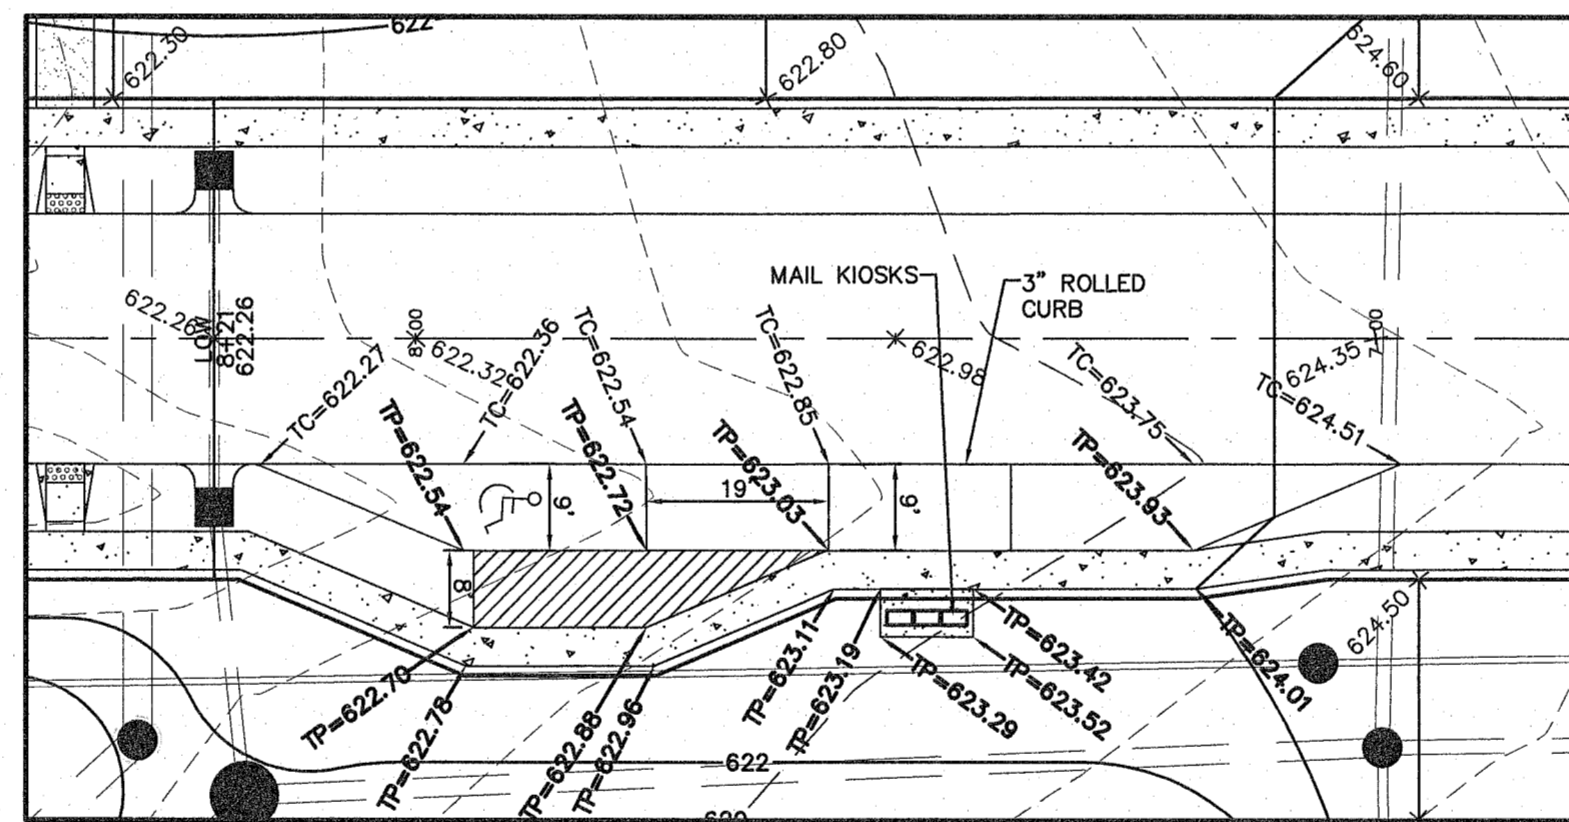 622
622.30
622.80
624.60
MAIL KIOSKS
3" ROLLED
CURB
622.26
LOW
8+21
622.26
8+00
622.32
622.98
7+00
624.35
TC=622.27
TC=622.36
TC=622.54
TC=622.85
TC=623.75
TC=624.51
TP=622.54
TP=622.72
TP=623.03
TP=623.93
9'
19'
9'
8'
TP=622.70
TP=622.78
TP=622.88
TP=622.96
TP=623.11
TP=623.19
TP=623.29
TP=623.42
TP=623.52
TP=624.01
624.50
622